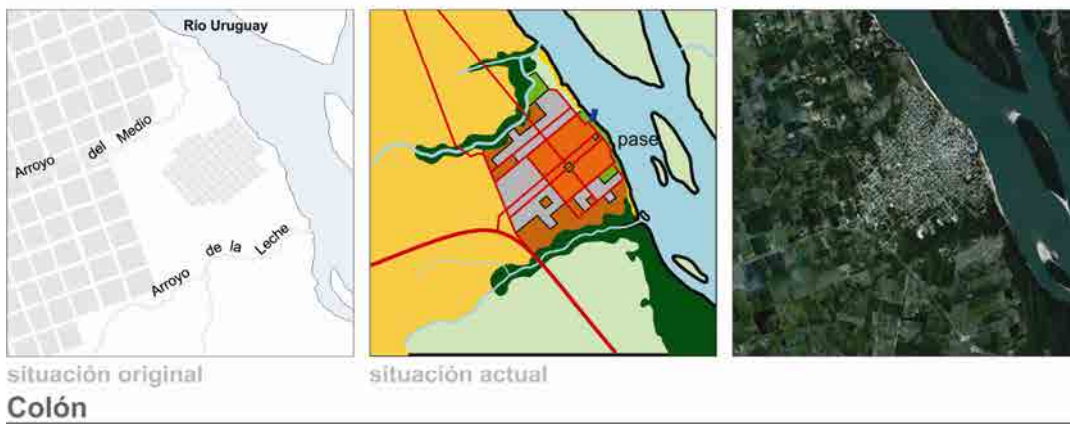 Río Uruguay
Arroyo del Medio
Arroyo de la Leche
pase
situación original
situación actual
Colón